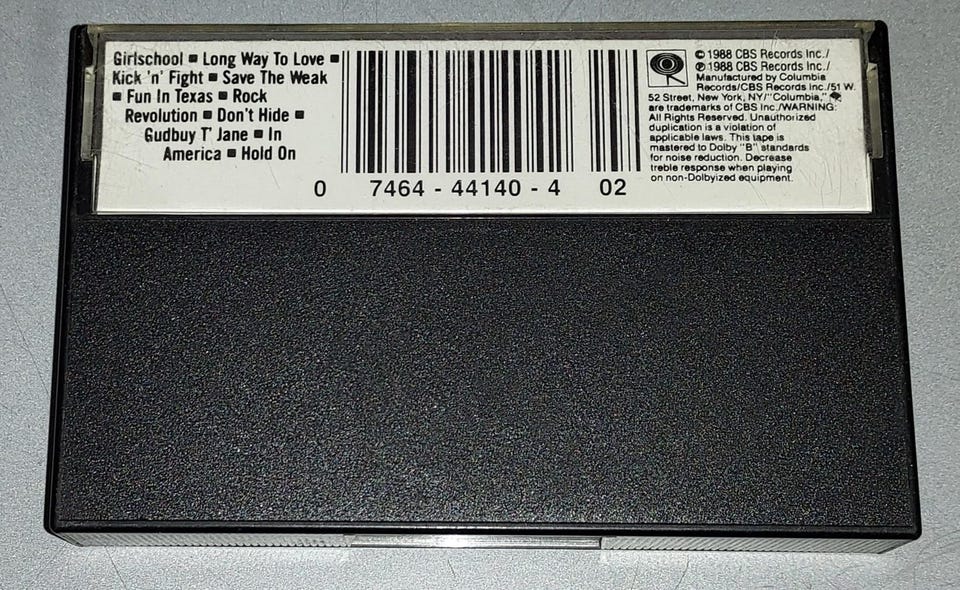 Girlschool ■ Long Way To Love ■
Kick 'n' Fight ■ Save The Weak
■ Fun In Texas ■ Rock
Revolution ■ Don't Hide ■
Gudbuy T' Jane ■ In
America ■ Hold On
0 7464 - 44140 - 4 02
© 1988 CBS Records Inc./
℗ 1988 CBS Records Inc./
Manufactured by Columbia
Records/CBS Records Inc./51 W.
52 Street, New York, NY/"Columbia,"
are trademarks of CBS Inc./WARNING:
All Rights Reserved. Unauthorized
duplication is a violation of
applicable laws. This tape is
mastered to Dolby "B" standards
for noise reduction. Decrease
treble response when playing
on non-Dolbyized equipment.